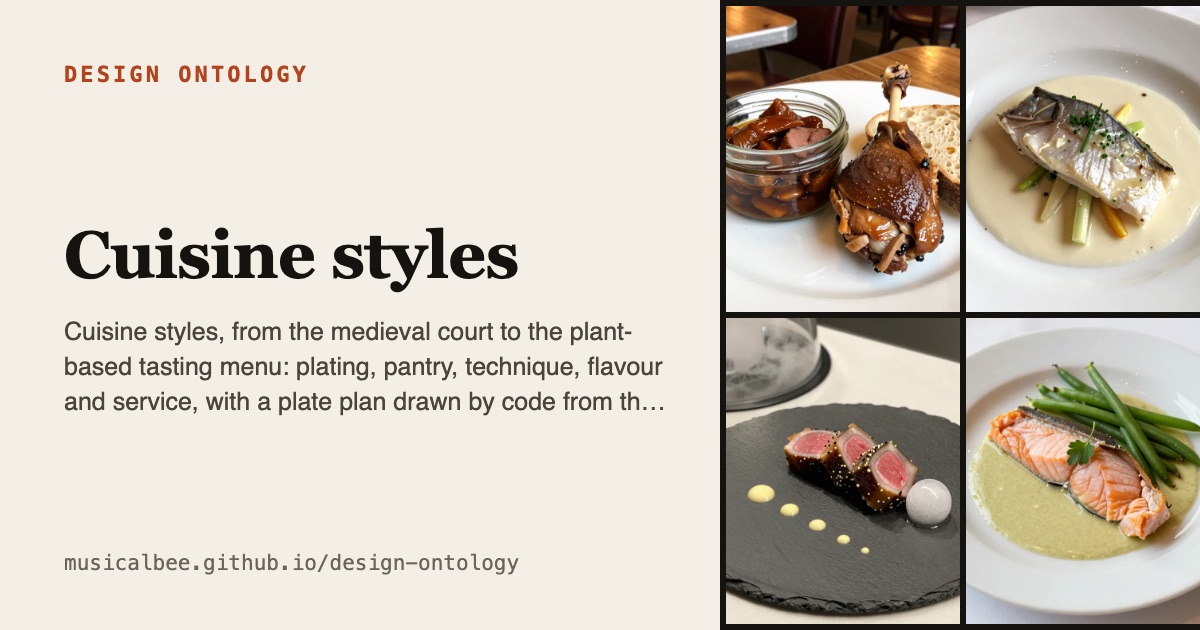 DESIGN ONTOLOGY
Cuisine styles
Cuisine styles, from the medieval court to the plant-
based tasting menu: plating, pantry, technique, flavour
and service, with a plate plan drawn by code from th…
musicalbee.github.io/design-ontology